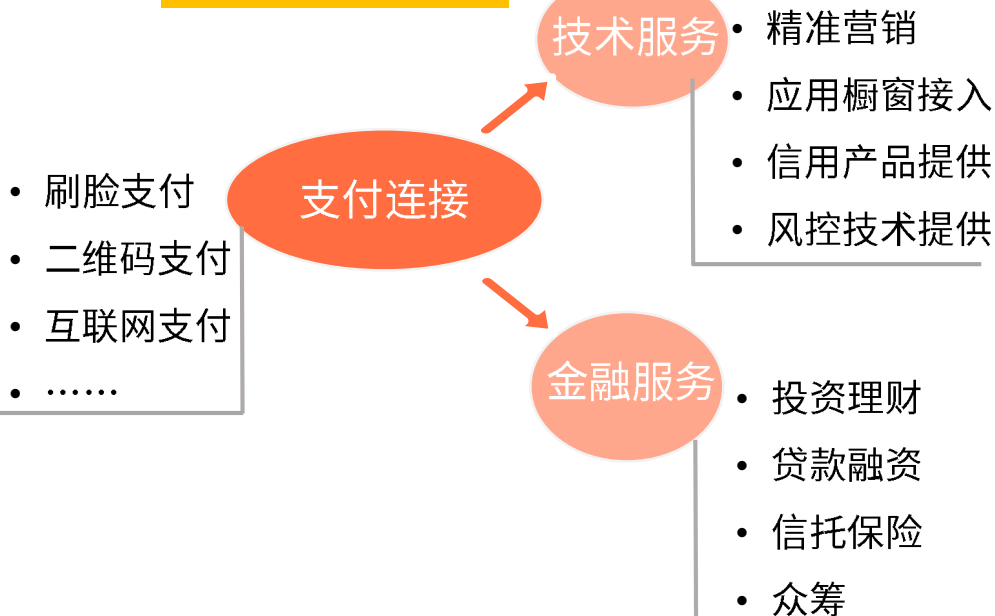 支付连接
• 刷脸支付
• 二维码支付
• 互联网支付
• ……
技术服务
• 精准营销
• 应用橱窗接入
• 信用产品提供
• 风控技术提供
金融服务
• 投资理财
• 贷款融资
• 信托保险
• 众筹